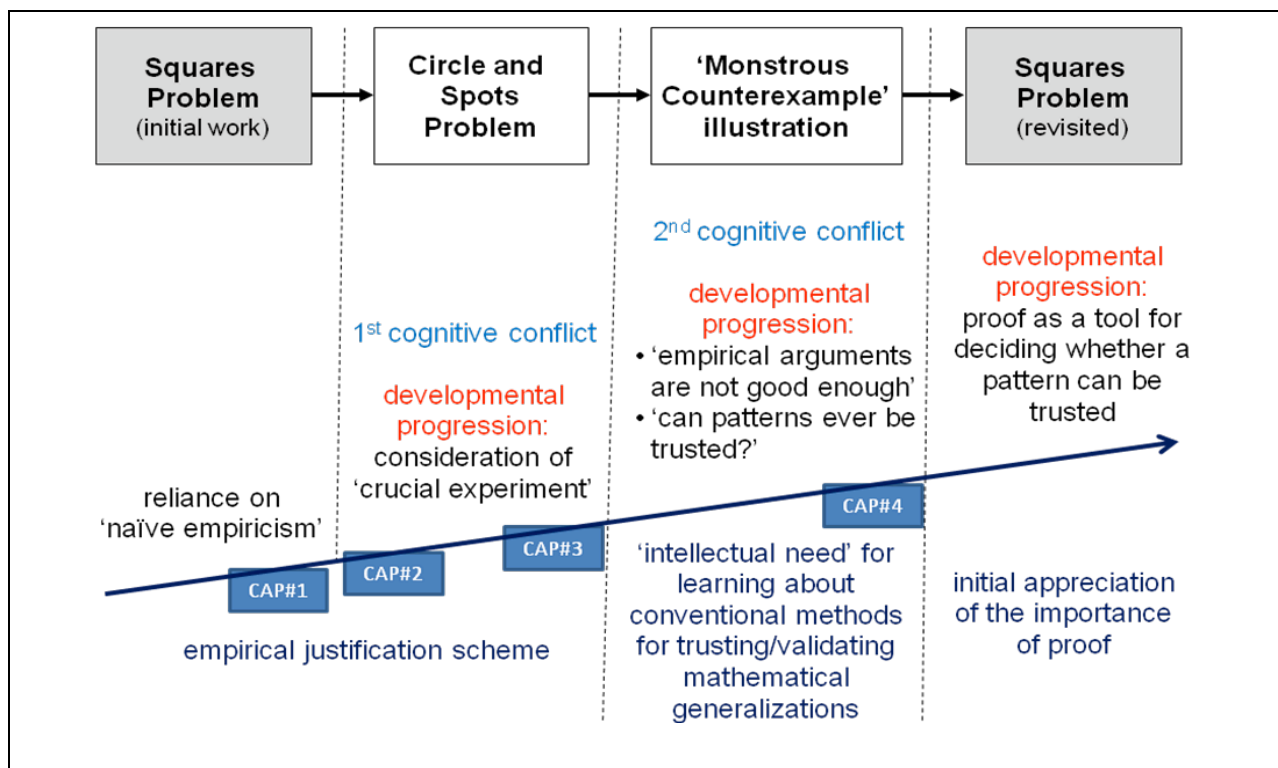 Squares
Problem
(initial work)
Circle and
Spots
Problem
‘Monstrous
Counterexample’
illustration
Squares
Problem
(revisited)
reliance on
‘naïve empiricism’
1st cognitive conflict
developmental
progression:
consideration of
‘crucial experiment’
2nd cognitive conflict
developmental
progression:
• ‘empirical arguments
are not good enough’
• ‘can patterns ever be
trusted?’
developmental
progression:
proof as a tool for
deciding whether a
pattern can be
trusted
CAP#1
CAP#2
CAP#3
CAP#4
empirical justification scheme
‘intellectual need’ for
learning about
conventional methods
for trusting/validating
mathematical
generalizations
initial appreciation
of the importance
of proof